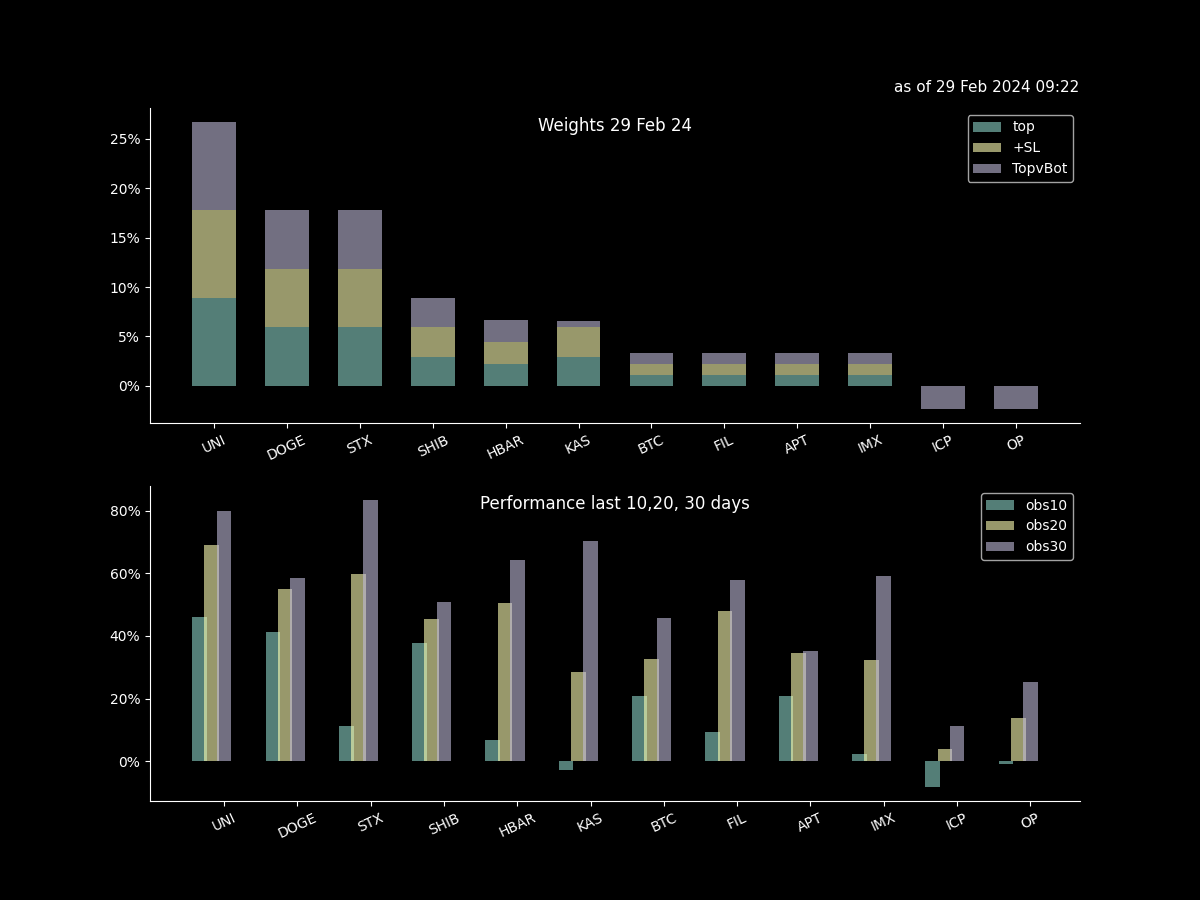 as of 29 Feb 2024 09:22
Weights 29 Feb 24
top
+SL
TopvBot
25%
20%
15%
10%
5%
0%
UNI DOGE STX SHIB HBAR KAS BTC FIL APT IMX ICP OP
Performance last 10,20, 30 days
obs10
obs20
obs30
80%
60%
40%
20%
0%
UNI DOGE STX SHIB HBAR KAS BTC FIL APT IMX ICP OP